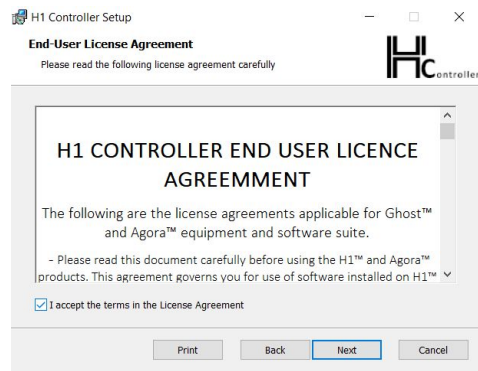 H1 Controller Setup
End-User License Agreement
Please read the following license agreement carefully
H Controller
H1 CONTROLLER END USER LICENCE
AGREEMMENT
The following are the license agreements applicable for Ghost™
and Agora™ equipment and software suite.
- Please read this document carefully before using the H1™ and Agora™
products. This agreement governs you for use of software installed on H1™
I accept the terms in the License Agreement
Print
Back
Next
Cancel